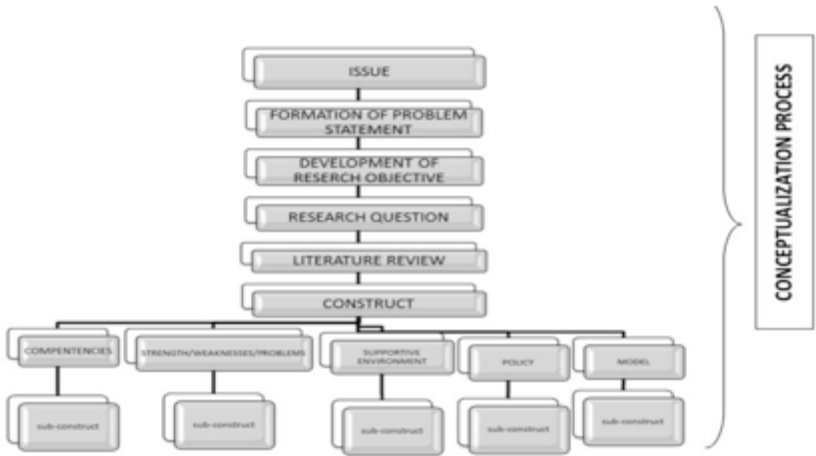 ISSUE
FORMATION OF PROBLEM
STATEMENT
DEVELOPMENT OF
RESERCH OBJECTIVE
RESEARCH QUESTION
LITERATURE REVIEW
CONSTRUCT
COMPENTENCIES
STRENGTH/WEAKNESSES/PROBLEMS
SUPPORTIVE
ENVIRONMENT
POLICY
MODEL
sub-construct
sub-construct
sub-construct
sub-construct
sub-construct
CONCEPTUALIZATION PROCESS